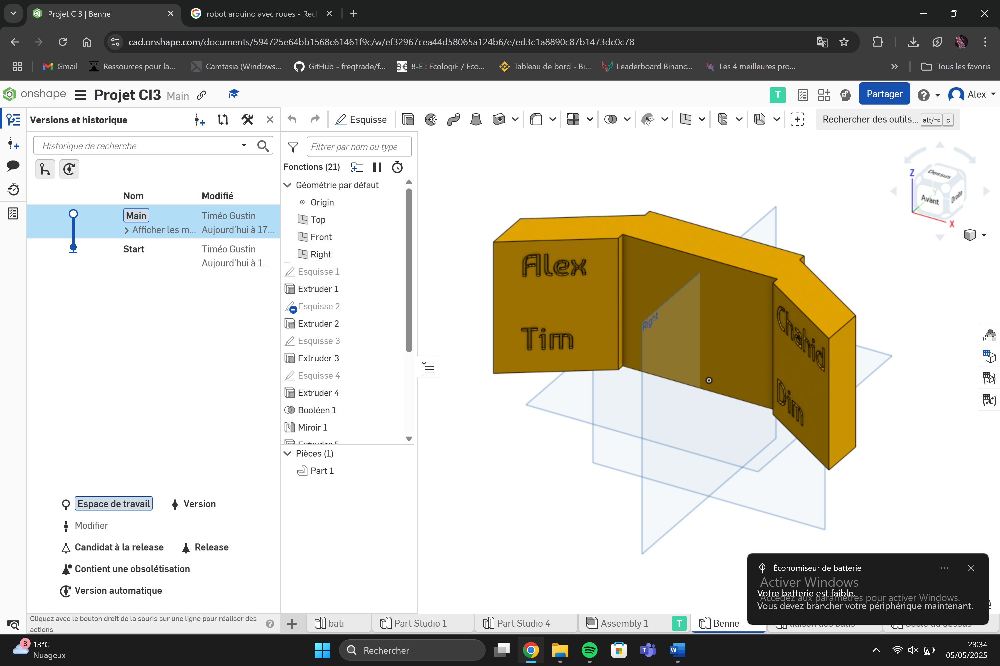 Projet CI3 | Benne
robot arduino avec roues - Rech
cad.onshape.com/documents/594725e64bb1568c61461f9c/w/ef32967cea44d58065a124b6/e/ed3c1a8890c87b1473dc0c78
Gmail
Ressources pour la...
Camtasia (Windows...
GitHub - freqtrade/f...
8-E : EcologiE / Eco...
Tableau de bord - Bi...
Leaderboard Binanc...
Les 4 meilleures pro...
Tous les favoris
onshape
Projet CI3
Main
T
Partager
Alex
Versions et historique
Esquisse
Rechercher des outils...
alt/⌥
c
Historique de recherche
Filtrer par nom ou type
Fonctions (21)
Nom
Modifié
Main
Timéo Gustin
Afficher les m...
Aujourd'hui à 17...
Start
Timéo Gustin
Aujourd'hui à 1...
Géométrie par défaut
Origin
Top
Front
Right
Esquisse 1
Extruder 1
Esquisse 2
Extruder 2
Esquisse 3
Extruder 3
Esquisse 4
Extruder 4
Booléen 1
Miroir 1
Extruder 5
Pièces (1)
Part 1
Dessus
Avant
Droite
Z
Y
X
Alex
Tim
Right
Chahid
Dim
Espace de travail
Version
Modifier
Candidat à la release
Release
Contient une obsolétisation
Version automatique
Cliquez avec le bouton droit de la souris sur une ligne pour réaliser des
actions
Économiseur de batterie
Activer Windows
Votre batterie est faible.
Accédez aux paramètres pour activer Windows.
Vous devez brancher votre périphérique maintenant.
bati
Part Studio 1
Part Studio 4
Assembly 1
T
Benne
liaison des batis
3
13°C
Nuageux
Rechercher
23:34
05/05/2025